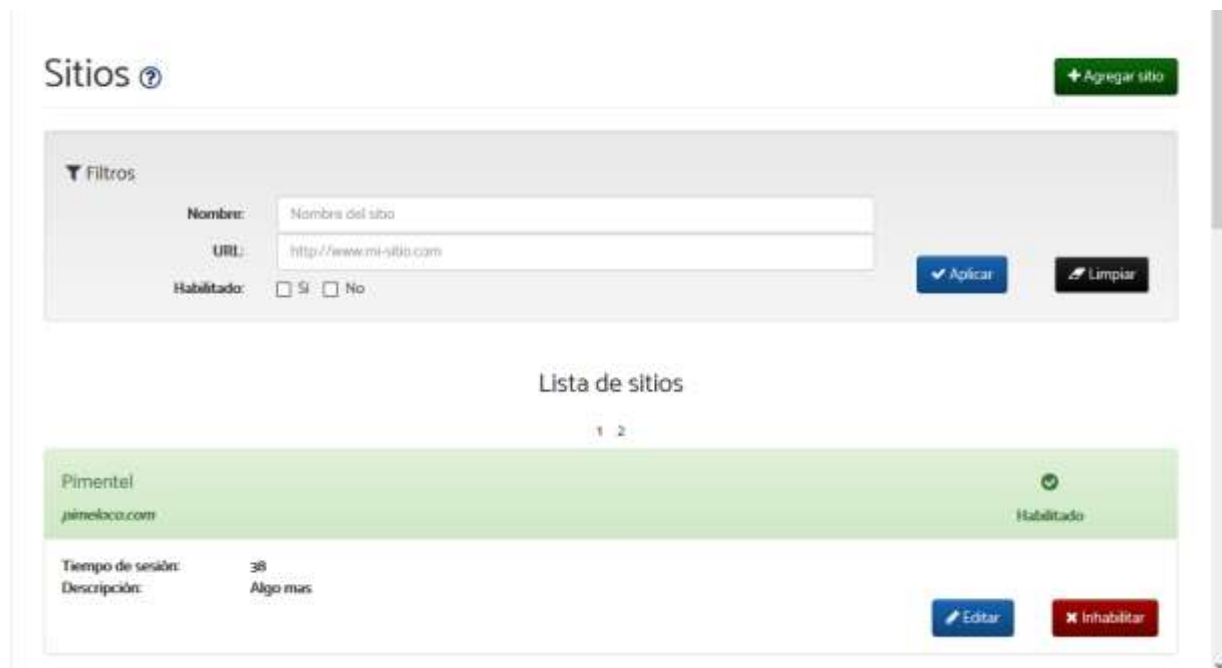 Sitios
+ Agregar sitio
Filtros
Nombre: Nombre del sitio
URL: http://www.mi-sitio.com
Habilitado: Si No
Aplicar Limpiar
Lista de sitios
1 2
Pimentel
pimeloco.com
Habilitado
Tiempo de sesión: 38
Descripción: Algo mas
Editar Inhabilitar